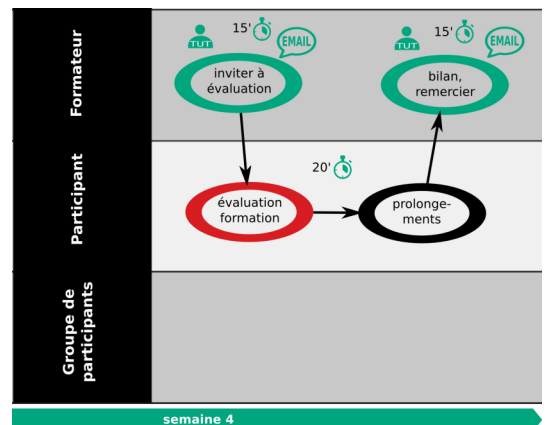 Formateur
15'
EMAIL
TUT
inviter à
évaluation
15'
EMAIL
TUT
bilan,
remercier
Participant
20'
évaluation
formation
prolonge-
ments
Groupe de
participants
semaine 4